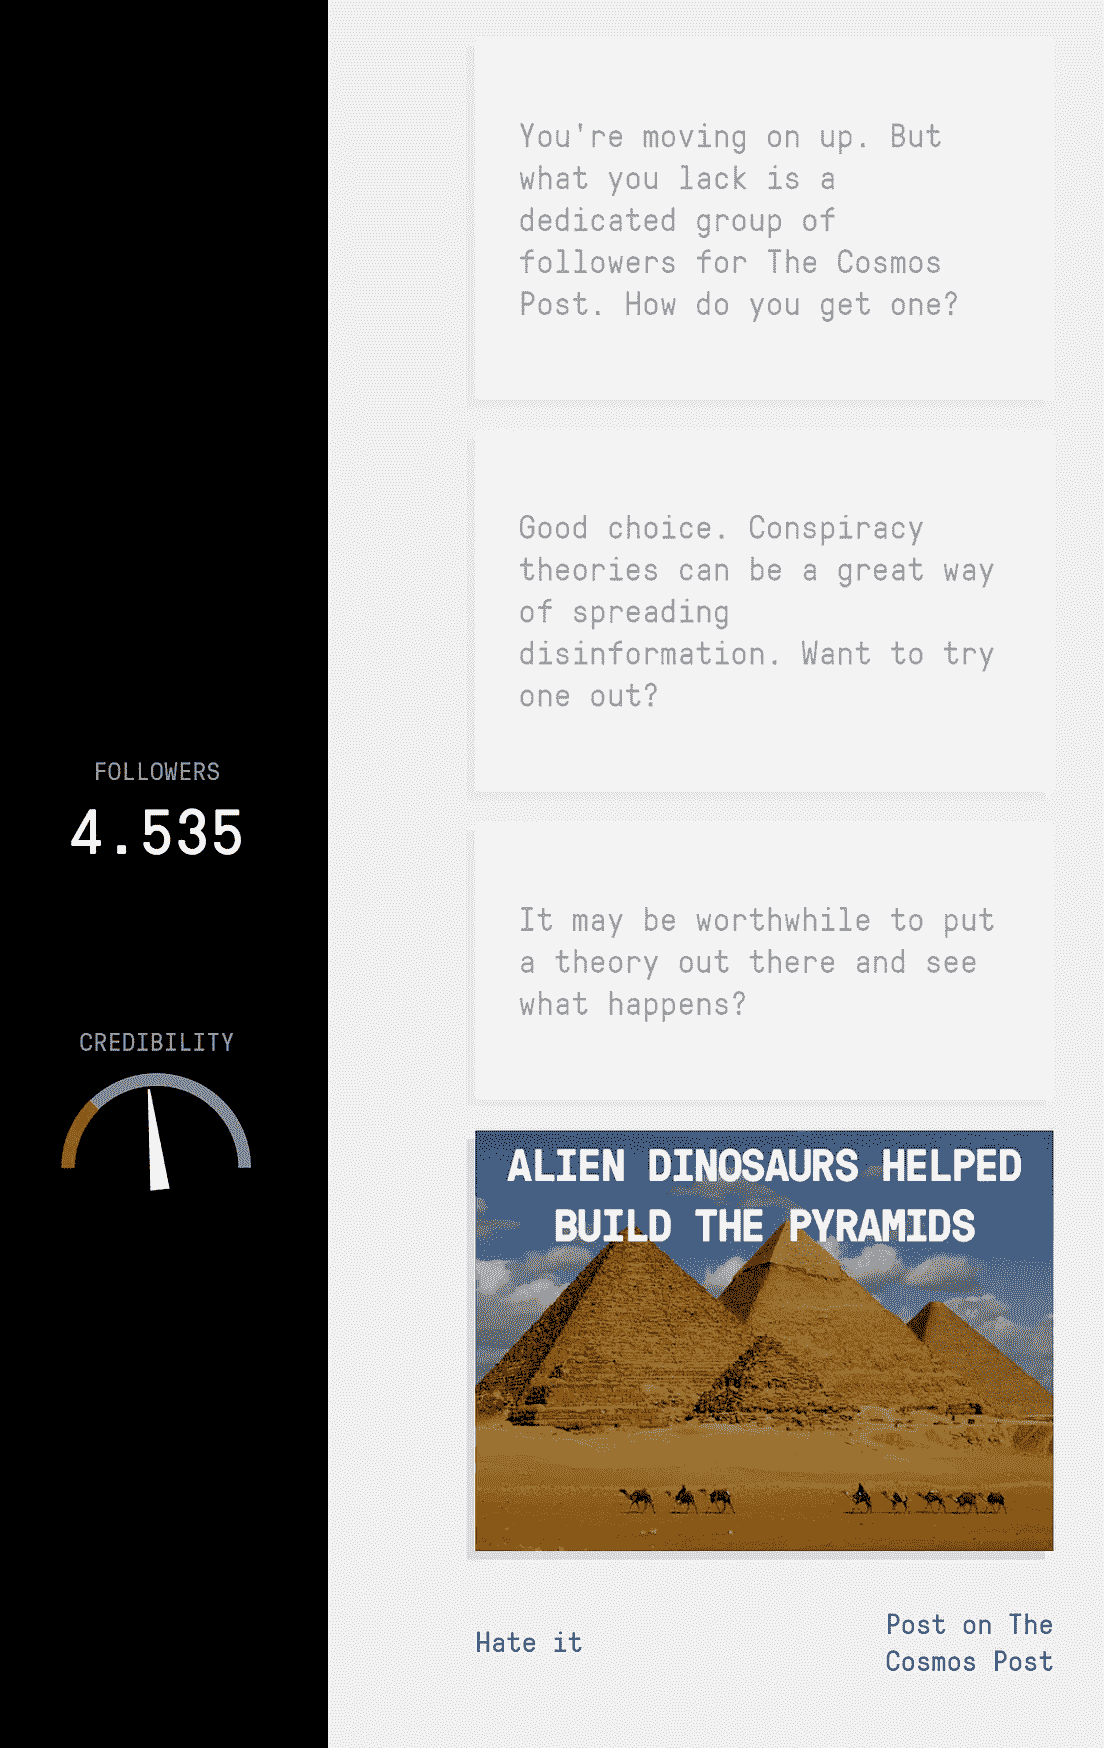 You're moving on up. But
what you lack is a
dedicated group of
followers for The Cosmos
Post. How do you get one?
Good choice. Conspiracy
theories can be a great way
of spreading
disinformation. Want to try
one out?
FOLLOWERS
4.535
It may be worthwhile to put
a theory out there and see
what happens?
CREDIBILITY
ALIEN DINOSAURS HELPED
BUILD THE PYRAMIDS
Hate it
Post on The
Cosmos Post